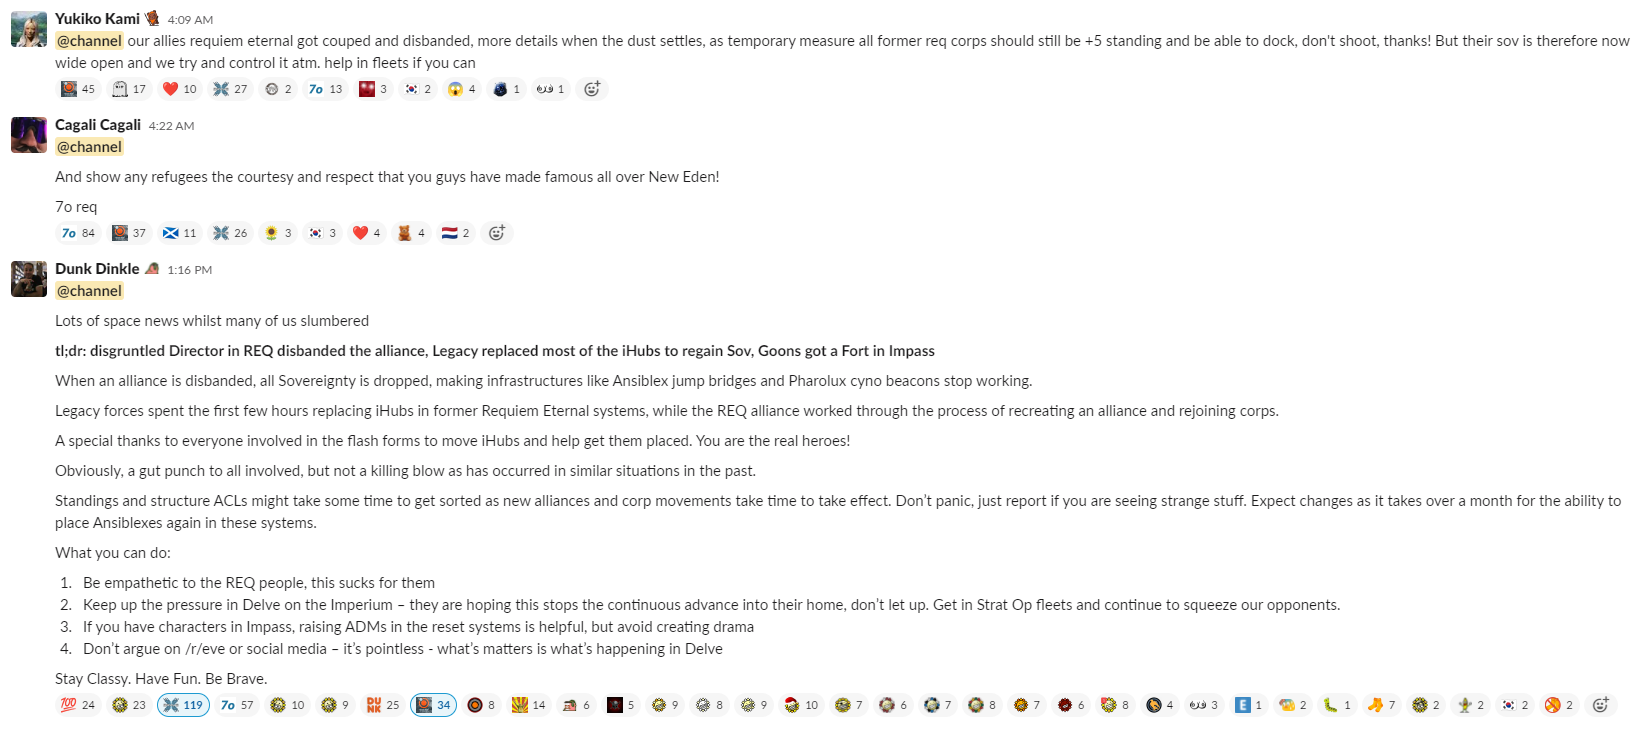 Yukiko Kami 4:09 AM
@channel our allies requiem eternal got couped and disbanded, more details when the dust settles, as temporary measure all former req corps should still be +5 standing and be able to dock, don't shoot, thanks! But their sov is therefore now
wide open and we try and control it atm. help in fleets if you can
45 17 10 27 2 7o 13 3 2 4 1 1
Cagali Cagali 4:22 AM
@channel
And show any refugees the courtesy and respect that you guys have made famous all over New Eden!
7o req
7o 84 37 11 26 3 3 4 4 2
Dunk Dinkle 1:16 PM
@channel
Lots of space news whilst many of us slumbered
tl;dr: disgruntled Director in REQ disbanded the alliance, Legacy replaced most of the iHubs to regain Sov, Goons got a Fort in Impass
When an alliance is disbanded, all Sovereignty is dropped, making infrastructures like Ansiblex jump bridges and Pharolux cyno beacons stop working.
Legacy forces spent the first few hours replacing iHubs in former Requiem Eternal systems, while the REQ alliance worked through the process of recreating an alliance and rejoining corps.
A special thanks to everyone involved in the flash forms to move iHubs and help get them placed. You are the real heroes!
Obviously, a gut punch to all involved, but not a killing blow as has occurred in similar situations in the past.
Standings and structure ACLs might take some time to get sorted as new alliances and corp movements take time to take effect. Don't panic, just report if you are seeing strange stuff. Expect changes as it takes over a month for the ability to
place Ansiblexes again in these systems.
What you can do:
1. Be empathetic to the REQ people, this sucks for them
2. Keep up the pressure in Delve on the Imperium – they are hoping this stops the continuous advance into their home, don't let up. Get in Strat Op fleets and continue to squeeze our opponents.
3. If you have characters in Impass, raising ADMs in the reset systems is helpful, but avoid creating drama
4. Don't argue on /r/eve or social media – it's pointless - what's matters is what's happening in Delve
Stay Classy. Have Fun. Be Brave.
100 24 23 119 7o 57 10 9 DUNK 25 34 8 14 6 5 9 8 9 10 7 6 7 8 7 6 8 4 3 E 1 2 1 7 2 2 2 2